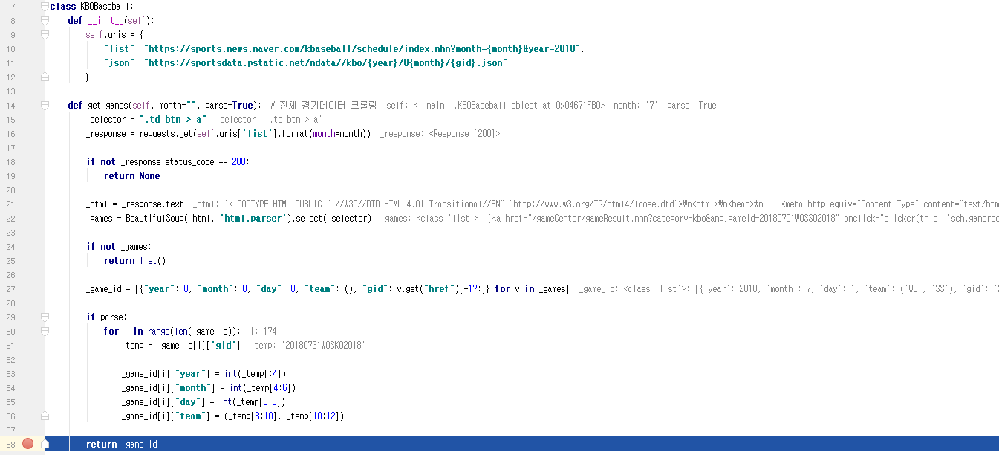 7 class KBOBaseball:
8 def __init__(self):
9 self.uris = {
10 "list": "https://sports.news.naver.com/kbaseball/schedule/index.nhn?month={month}&year=2018",
11 "json": "https://sportsdata.pstatic.net/ndata//kbo/{year}/0{month}/{gid}.json"
12 }
13
14 def get_games(self, month="", parse=True): # 전체 경기데이터 크롤링 self: <__main__.KBOBaseball object at 0x04671FB0> month: '7' parse: True
15 _selector = ".td_btn > a" _selector: '.td_btn > a'
16 _response = requests.get(self.uris['list'].format(month=month)) _response: <Response [200]>
17
18 if not _response.status_code == 200:
19 return None
20
21 _html = _response.text _html: '<!DOCTYPE HTML PUBLIC "-//W3C//DTD HTML 4.01 Transitional//EN" "http://www.w3.org/TR/html4/loose.dtd">₩n<html>₩n<head>₩n <meta http-equiv="Content-Type" content="text/htm
22 _games = BeautifulSoup(_html, 'html.parser').select(_selector) _games: <class 'list'>: [<a href="/gameCenter/gameResult.nhn?category=kbo&amp;gameId=20180701WOSS02018" onclick="clickcr(this, 'sch.gamerec
23
24 if not _games:
25 return list()
26
27 _game_id = [{"year": 0, "month": 0, "day": 0, "team": (), "gid": v.get("href")[-17:]} for v in _games] _game_id: <class 'list'>: [{'year': 2018, 'month': 7, 'day': 1, 'team': ('WO', 'SS'), 'gid': '2
28
29 if parse:
30 for i in range(len(_game_id)): i: 174
31 _temp = _game_id[i]['gid'] _temp: '20180731WOSK02018'
32
33 _game_id[i]["year"] = int(_temp[:4])
34 _game_id[i]["month"] = int(_temp[4:6])
35 _game_id[i]["day"] = int(_temp[6:8])
36 _game_id[i]["team"] = (_temp[8:10], _temp[10:12])
37
38 return _game_id